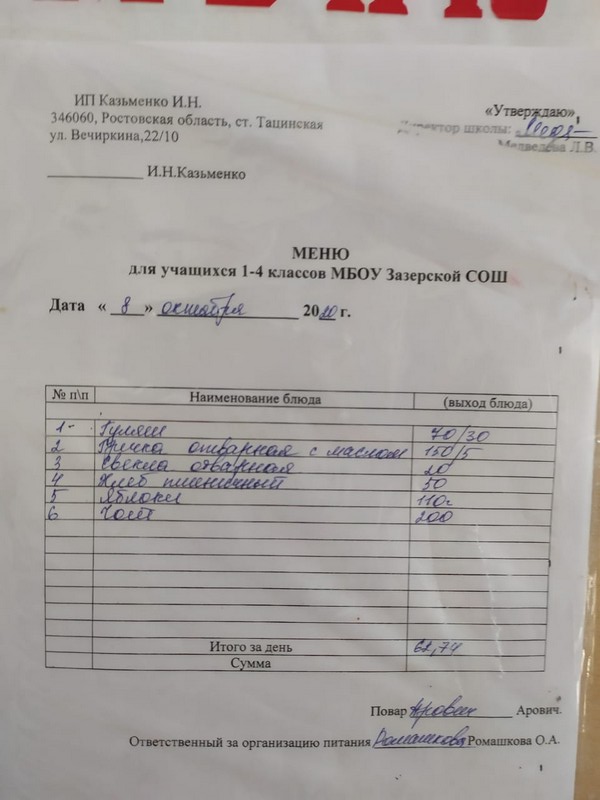 ИП Казьменко И.Н.
346060, Ростовская область, ст. Тацинская
ул. Вечиркина,22/10
____________ И.Н.Казьменко
«Утверждаю»
Директор школы:
Медведева Л.В.
МЕНЮ
для учащихся 1-4 классов МБОУ Зазерской СОШ
Дата « 8 » октября 2020 г.
№ п\п Наименование блюда (выход блюда)
1 Гуляш 70/30
2 Гречка отварная с маслом 150/5
3 Свекла отварная 20
4 Хлеб пшеничный 50
5 Яблоки 110г
6 Чай 200
Итого за день 62,74
Сумма
Повар Арович Арович.
Ответственный за организацию питания Ромашкова Ромашкова О.А.